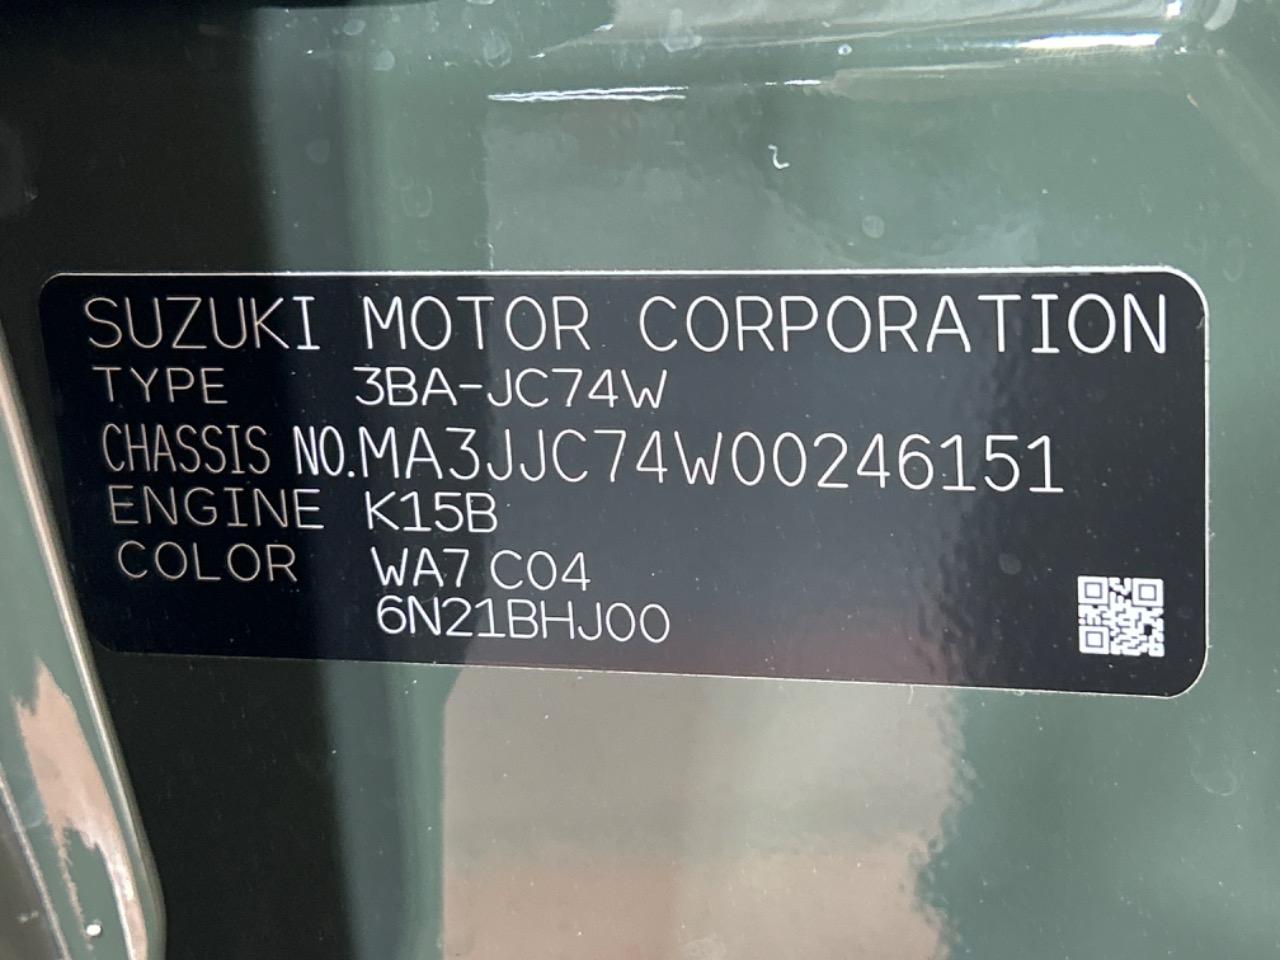 SUZUKI MOTOR CORPORATION
TYPE 3BA-JC74W
CHASSIS NO.MA3JJC74W00246151
ENGINE K15B
COLOR WA7 C04
6N21BHJ00